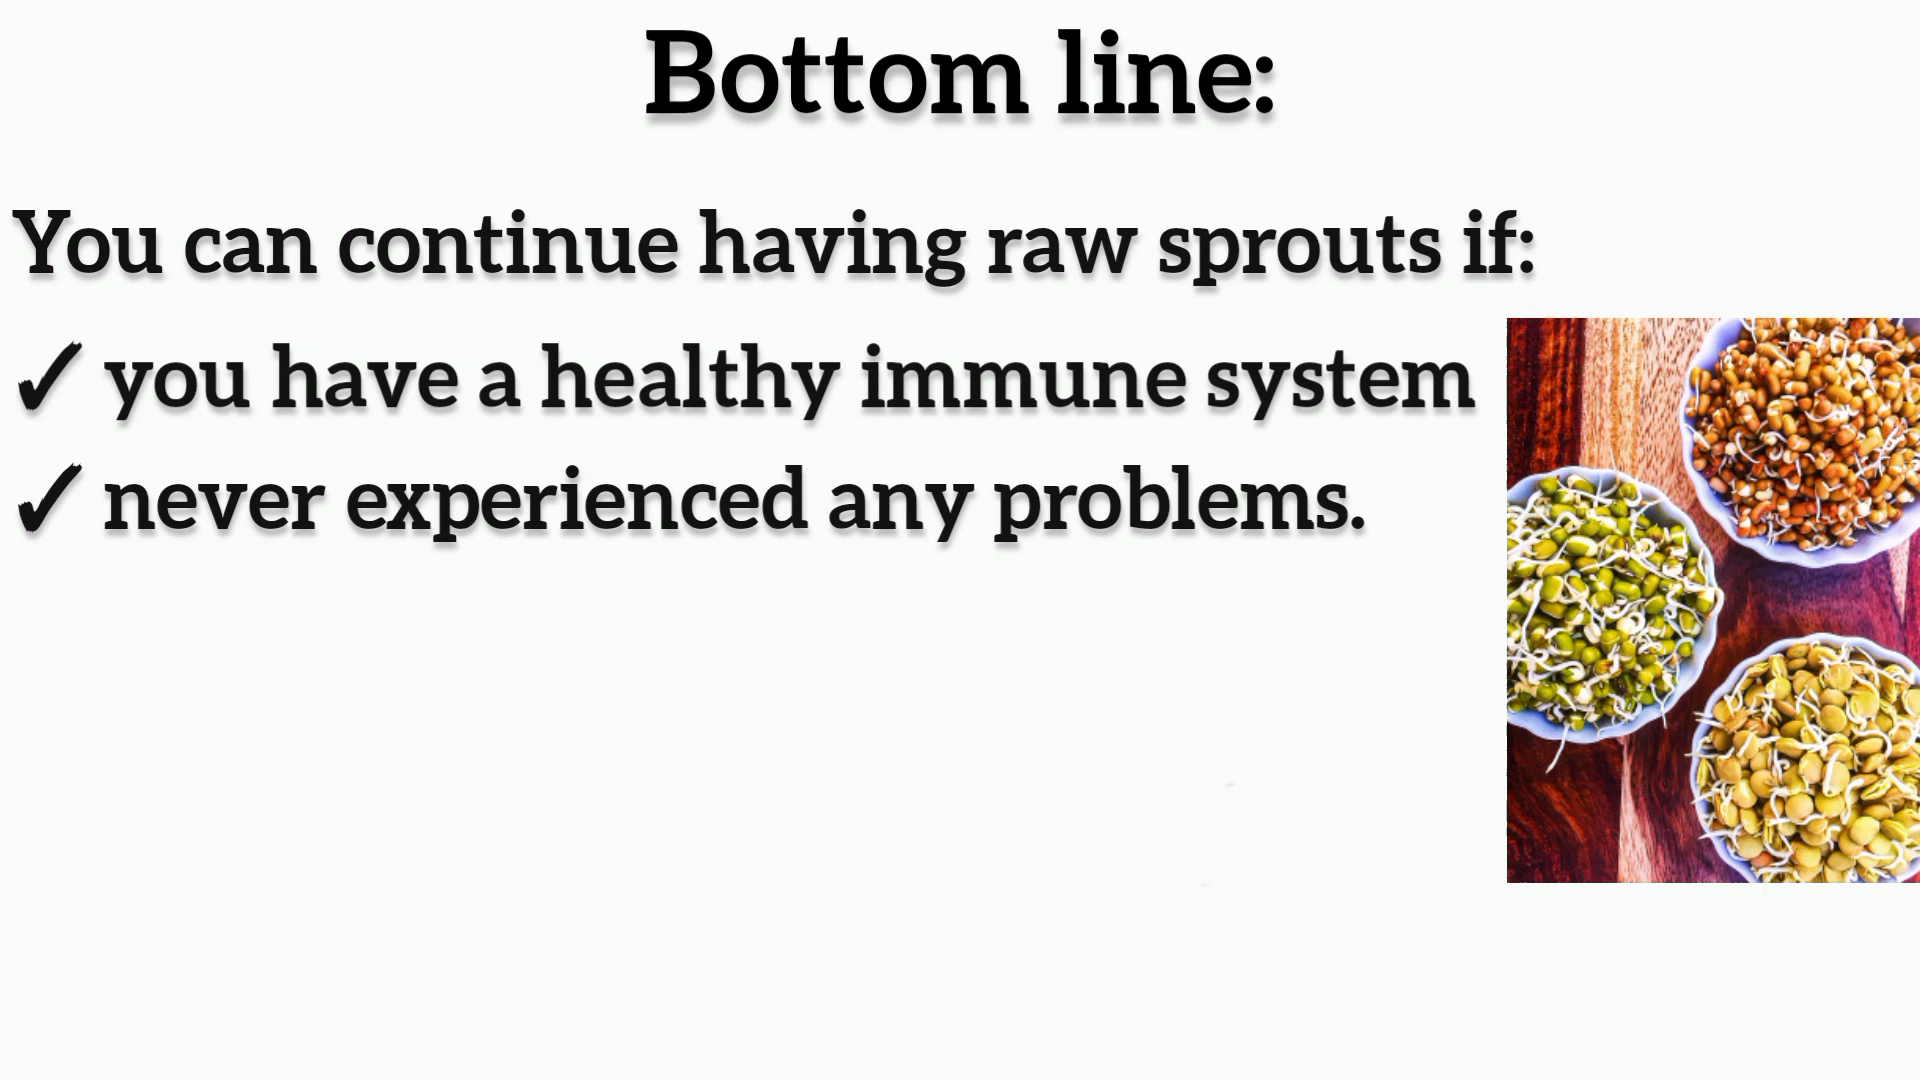 Bottom line:
You can continue having raw sprouts if:
✓ you have a healthy immune system
✓ never experienced any problems.